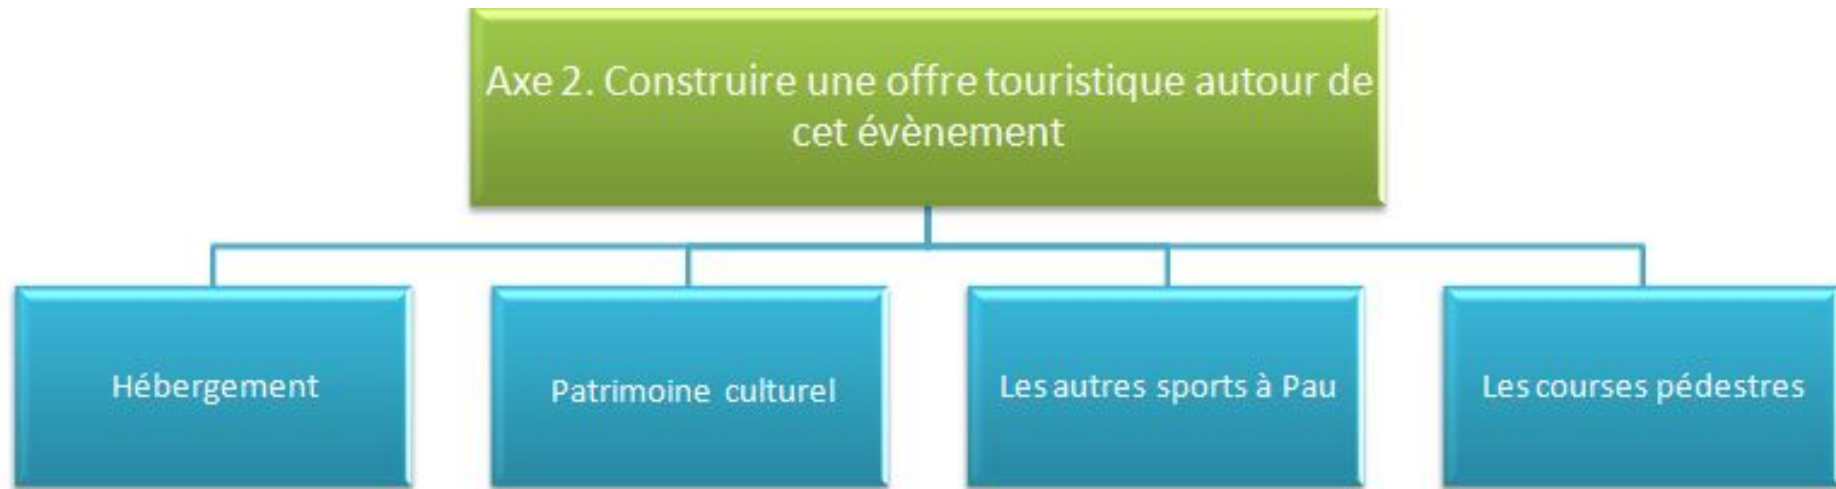 Axe 2. Construire une offre touristique autour de
cet évènement
Hébergement
Patrimoine culturel
Les autres sports à Pau
Les courses pédestres